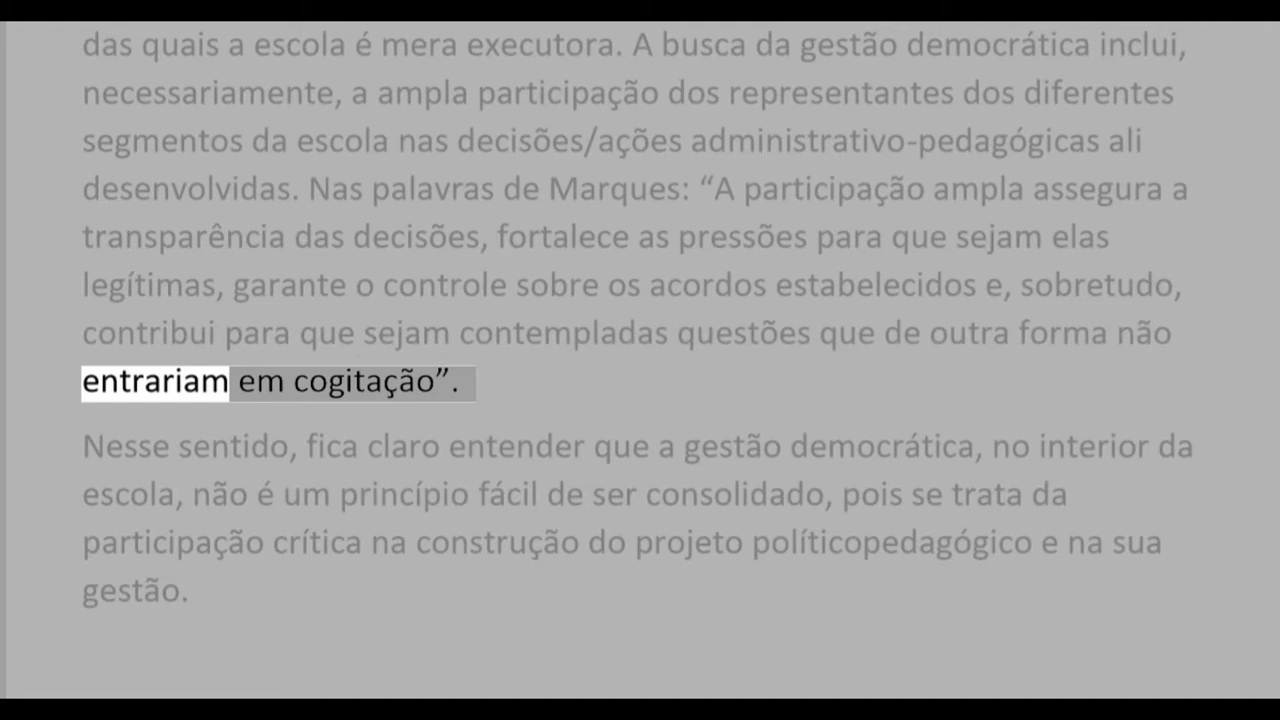 das quais a escola é mera executora. A busca da gestão democrática inclui,
necessariamente, a ampla participação dos representantes dos diferentes
segmentos da escola nas decisões/ações administrativo-pedagógicas ali
desenvolvidas. Nas palavras de Marques: “A participação ampla assegura a
transparência das decisões, fortalece as pressões para que sejam elas
legítimas, garante o controle sobre os acordos estabelecidos e, sobretudo,
contribui para que sejam contempladas questões que de outra forma não
entrariam em cogitação”.
Nesse sentido, fica claro entender que a gestão democrática, no interior da
escola, não é um princípio fácil de ser consolidado, pois se trata da
participação crítica na construção do projeto políticopedagógico e na sua
gestão.